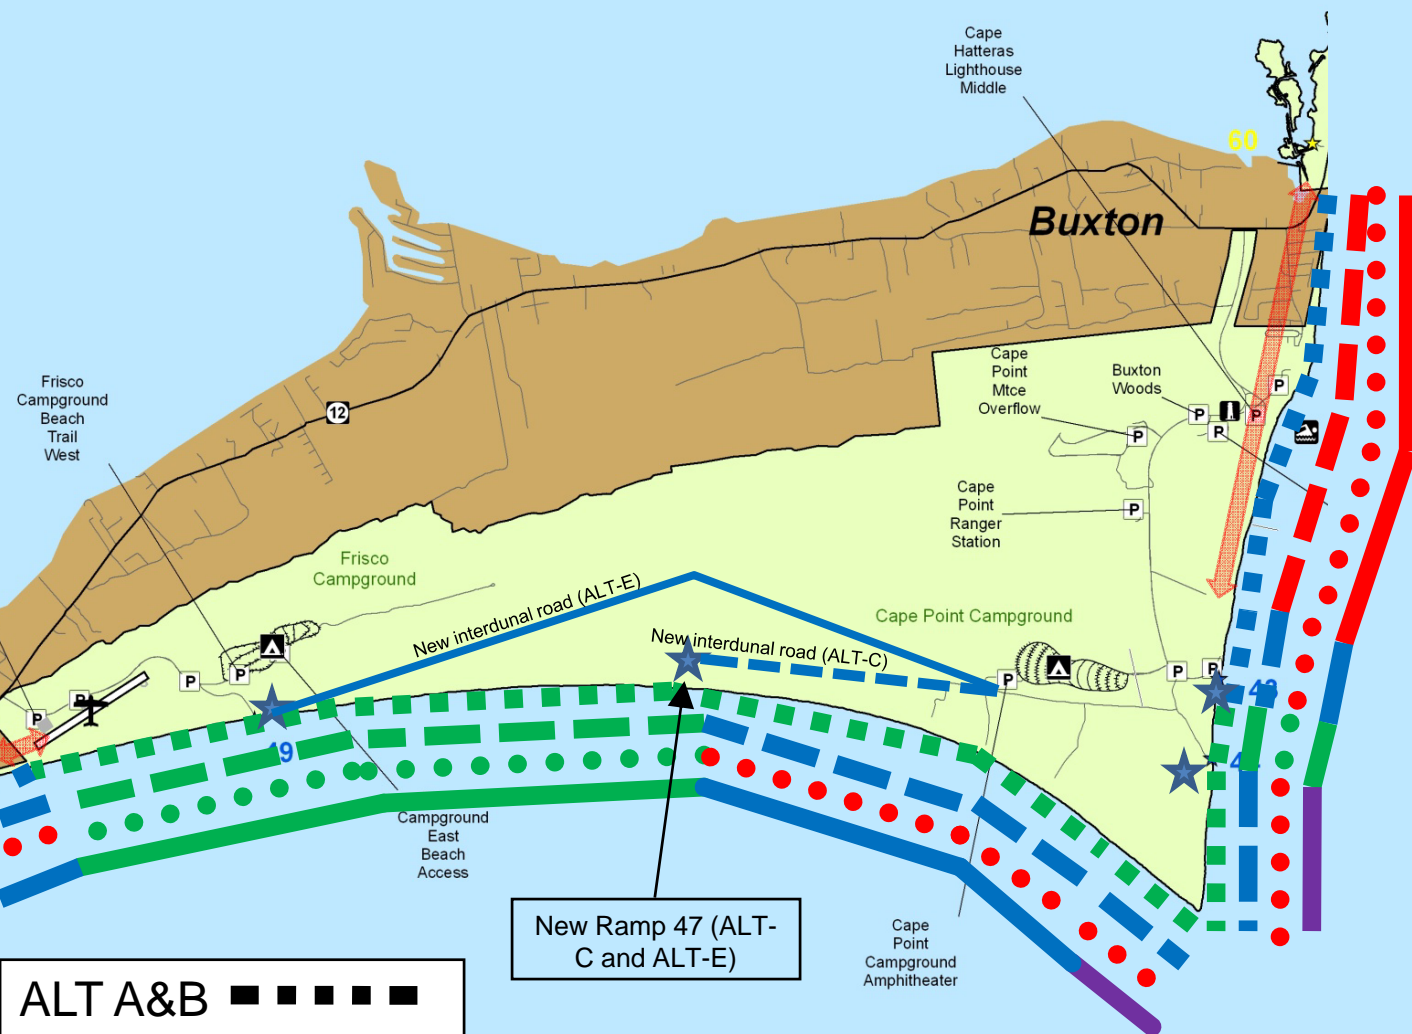 Cape
Hatteras
Lighthouse
Middle
60
Buxton
Cape
Point
Mtce
Overflow
Buxton
Woods
P
P
P
P
P
Frisco
Campground
Beach
Trail
West
12
Cape
Point
Ranger
Station
P
Frisco
Campground
New interdunal road (ALT-E)
Cape Point Campground
New interdunal road (ALT-C)
P
P
P
P
P
P
P
49
Campground
East
Beach
Access
New Ramp 47 (ALT-
C and ALT-E)
Cape
Point
Campground
Amphitheater
ALT A&B